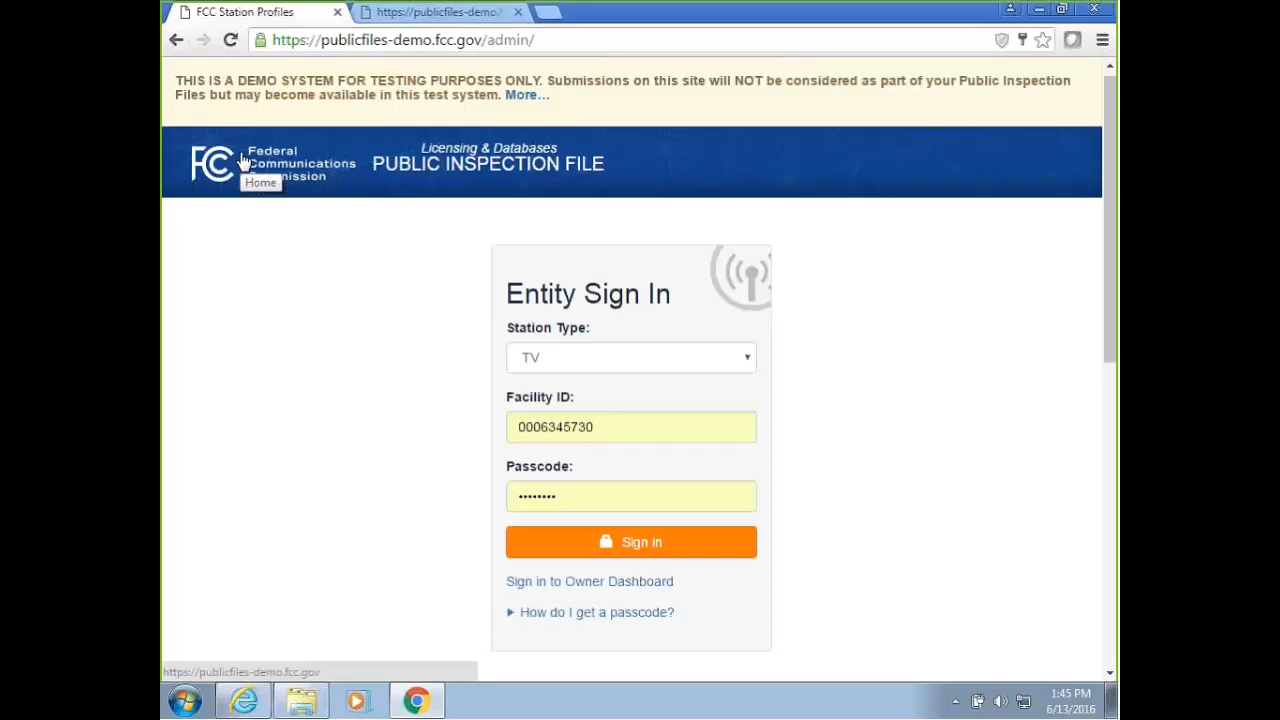 FCC Station Profiles
https://publicfiles-demo.
https://publicfiles-demo.fcc.gov/admin/
THIS IS A DEMO SYSTEM FOR TESTING PURPOSES ONLY. Submissions on this site will NOT be considered as part of your Public Inspection
Files but may become available in this test system. More...
FCC
Federal
Communications
mission
Licensing & Databases
PUBLIC INSPECTION FILE
Home
Entity Sign In
Station Type:
TV
Facility ID:
0006345730
Passcode:
••••••••
Sign in
Sign in to Owner Dashboard
How do I get a passcode?
https://publicfiles-demo.fcc.gov
1:45 PM
6/13/2016